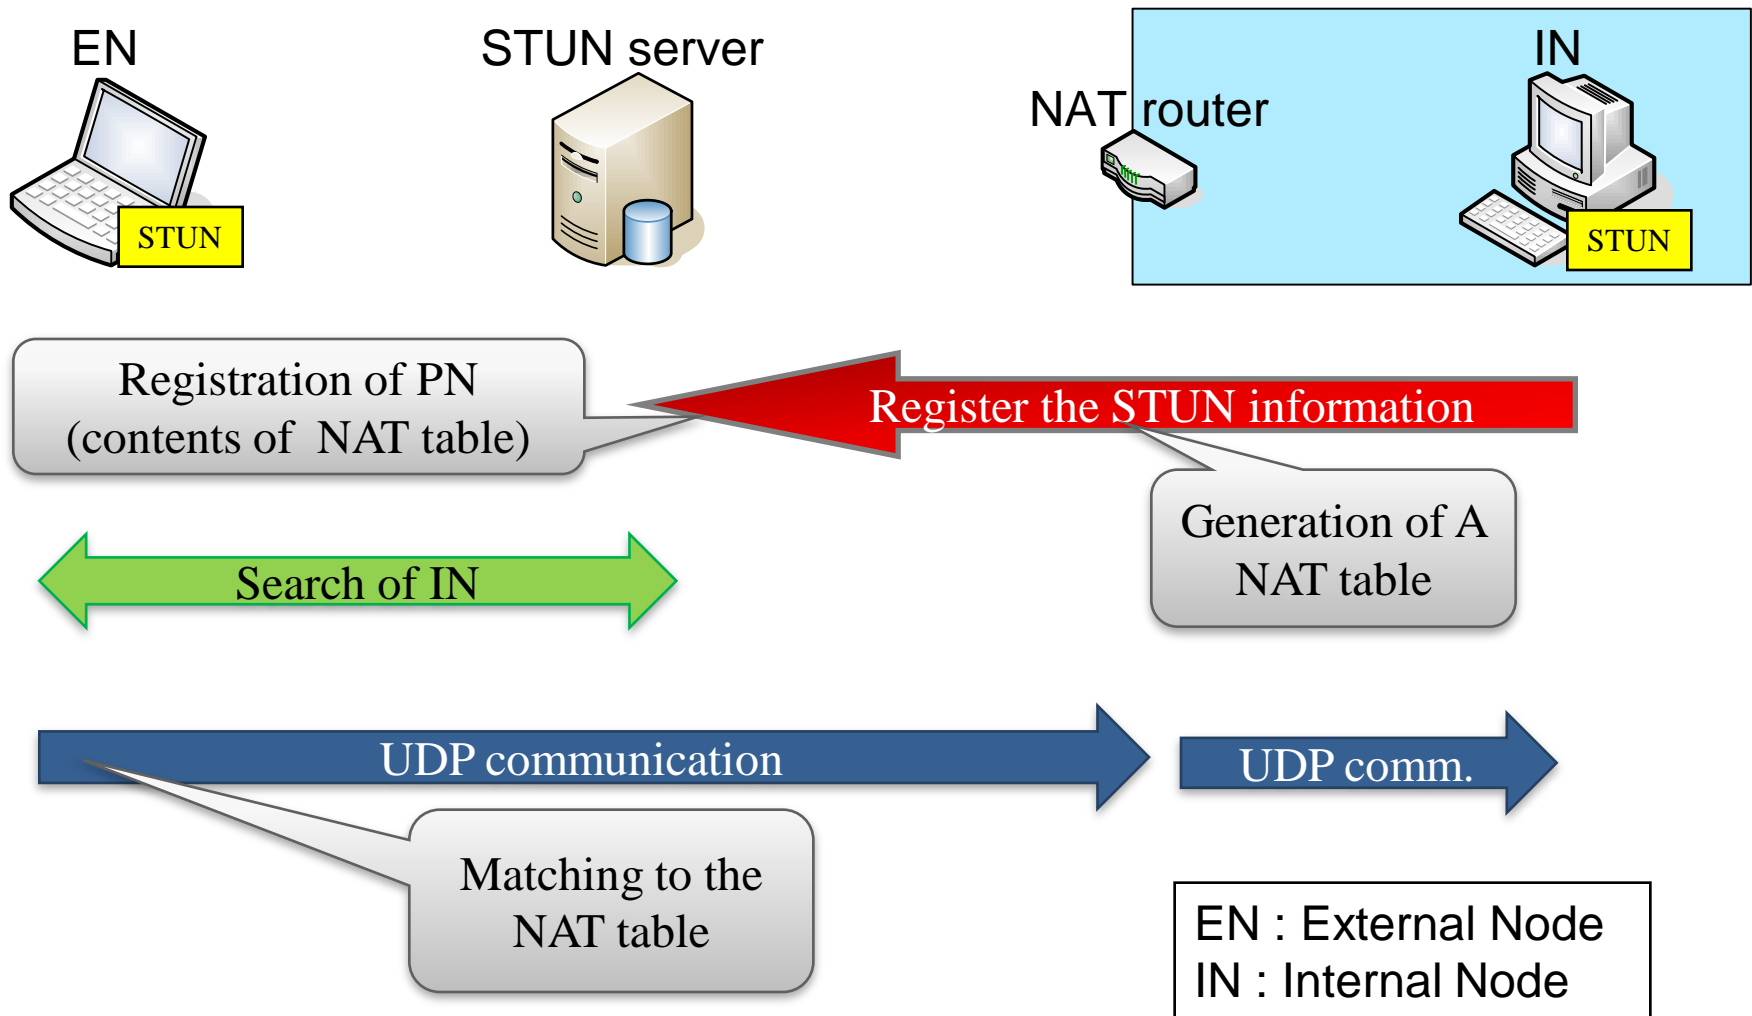 EN
STUN server
IN
NAT router
STUN
STUN
Registration of PN
(contents of NAT table)
Register the STUN information
Generation of A
NAT table
Search of IN
UDP communication
UDP comm.
Matching to the
NAT table
EN : External Node
IN : Internal Node